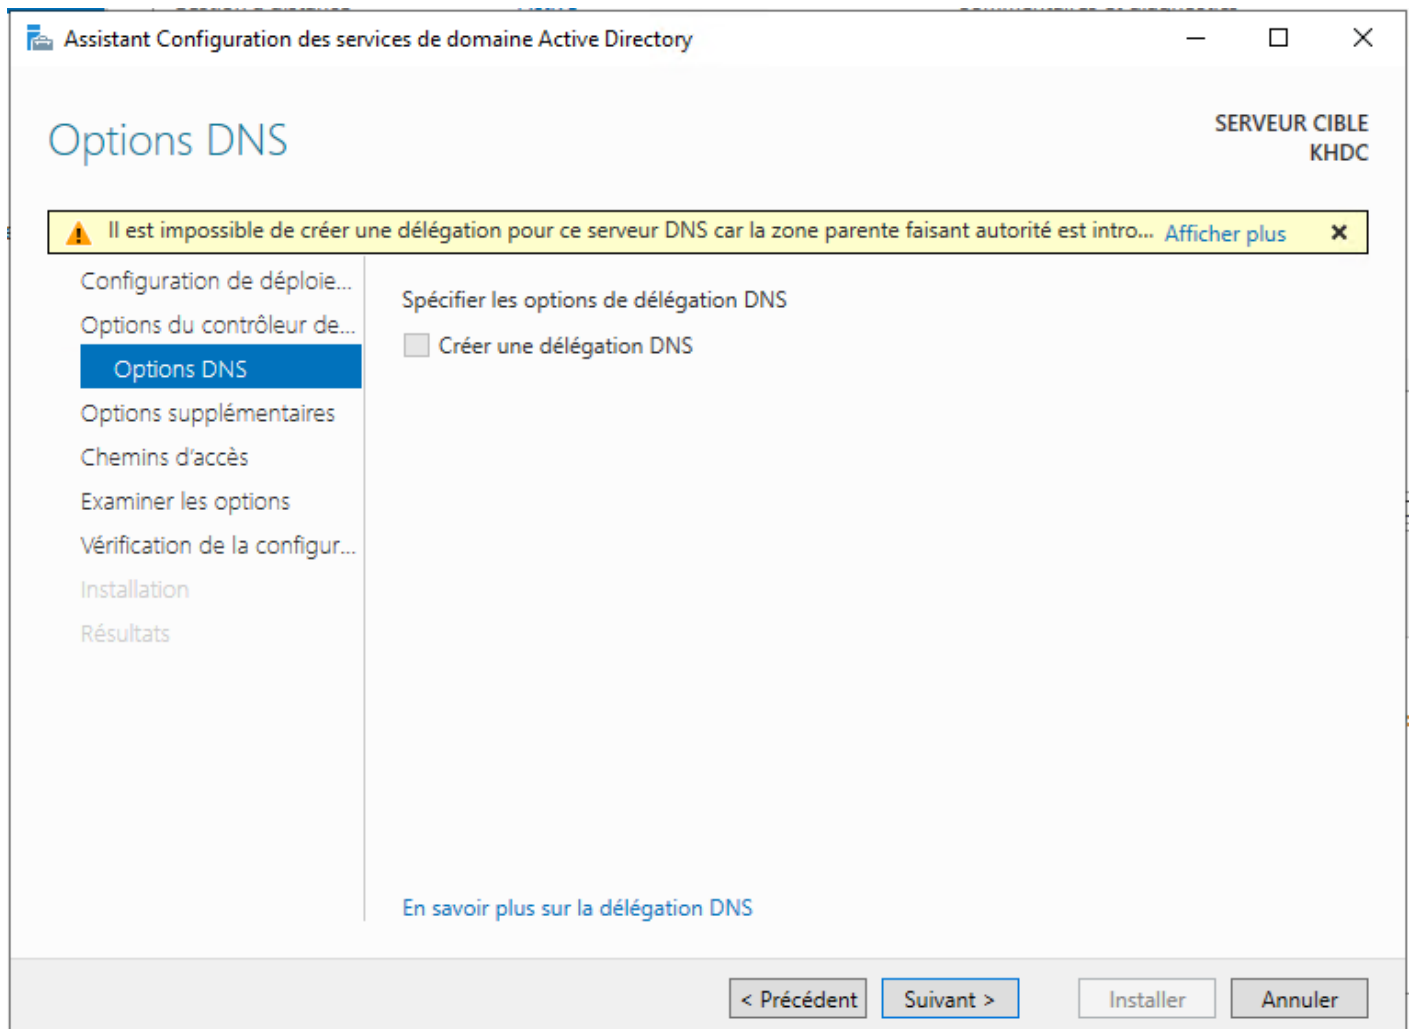 Assistant Configuration des services de domaine Active Directory
Options DNS
SERVEUR CIBLE
KHDC
Il est impossible de créer une délégation pour ce serveur DNS car la zone parente faisant autorité est intro... Afficher plus
Configuration de déploie...
Options du contrôleur de...
Options DNS
Options supplémentaires
Chemins d'accès
Examiner les options
Vérification de la configur...
Installation
Résultats
Spécifier les options de délégation DNS
Créer une délégation DNS
En savoir plus sur la délégation DNS
< Précédent
Suivant >
Installer
Annuler